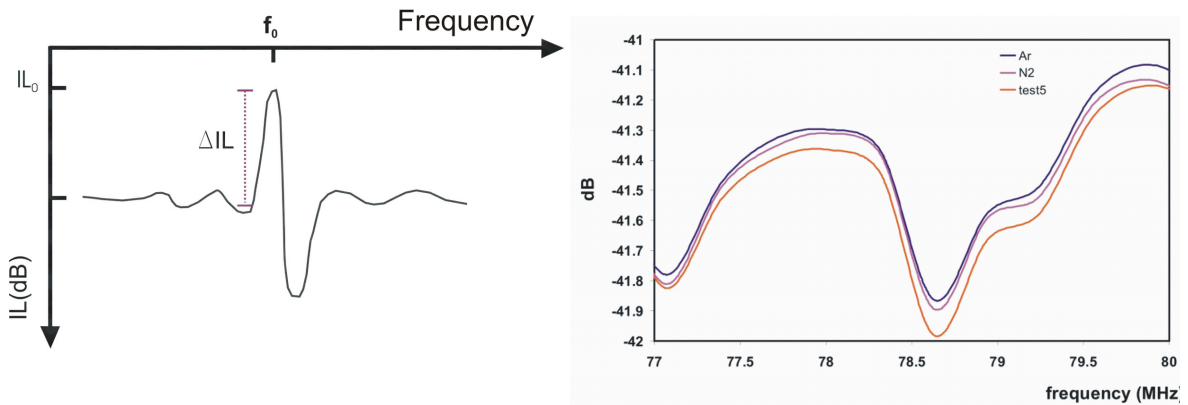 f₀
Frequency
IL₀
ΔIL
IL(dB)
-41
-41.1
-41.2
-41.3
-41.4
-41.5
-41.6
-41.7
-41.8
-41.9
-42
dB
Ar
N2
test5
77
77.5
78
78.5
79
79.5
80
frequency (MHz)